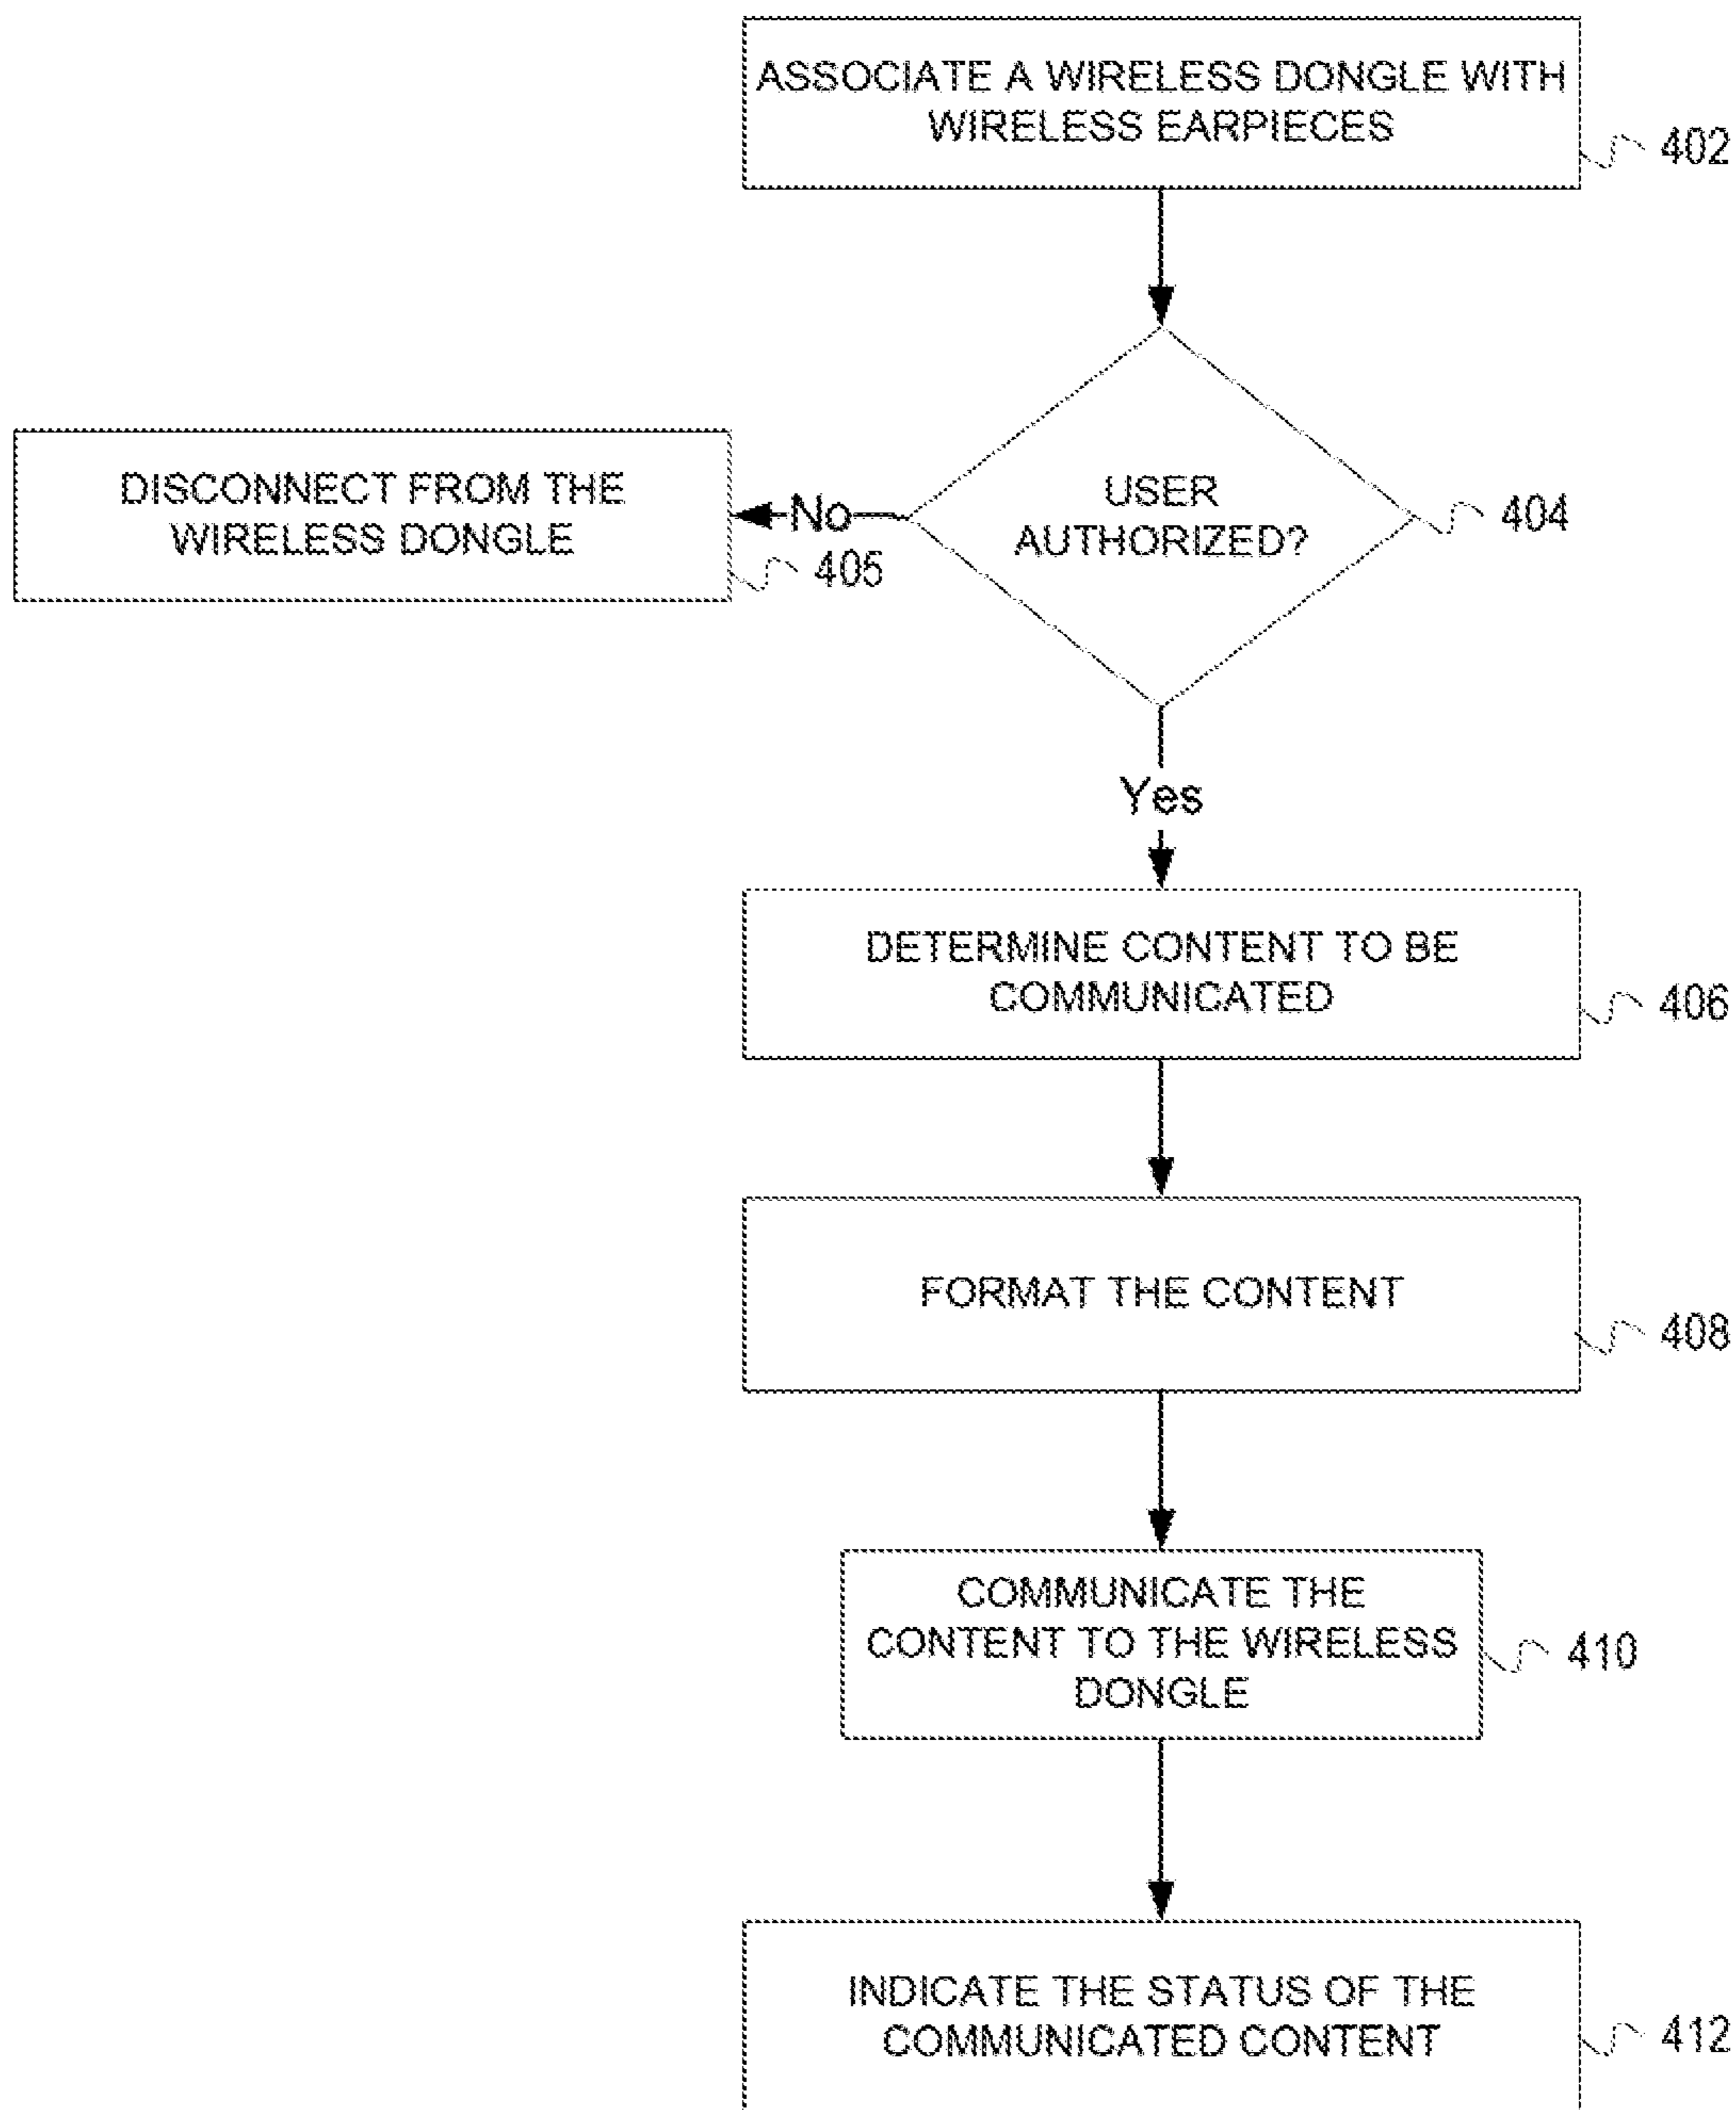 ASSOCIATE A WIRELESS DONGLE WITH
WIRELESS EARPIECES
402
DISCONNECT FROM THE
WIRELESS DONGLE
405
No
USER
AUTHORIZED?
404
Yes
DETERMINE CONTENT TO BE
COMMUNICATED
406
FORMAT THE CONTENT
408
COMMUNICATE THE
CONTENT TO THE WIRELESS
DONGLE
410
INDICATE THE STATUS OF THE
COMMUNICATED CONTENT
412